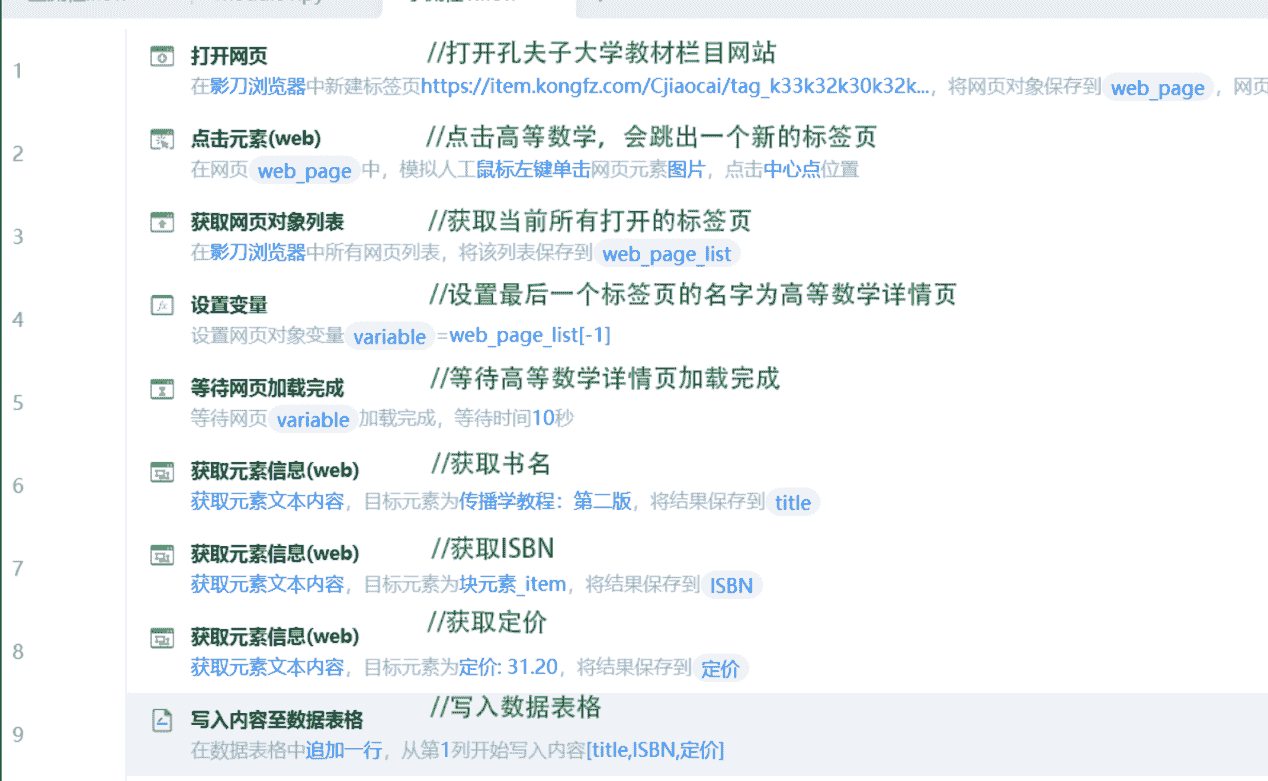 1
打开网页 //打开孔夫子大学教材栏目网站
在影刀浏览器中新建标签页https://item.kongfz.com/Cjiaocai/tag_k33k32k30k32k...，将网页对象保存到 web_page ，网页
2
点击元素(web) //点击高等数学，会跳出一个新的标签页
在网页 web_page 中，模拟人工鼠标左键单击网页元素图片，点击中心点位置
3
获取网页对象列表 //获取当前所有打开的标签页
在影刀浏览器中所有网页列表，将该列表保存到 web_page_list
4
设置变量 //设置最后一个标签页的名字为高等数学详情页
设置网页对象变量 variable =web_page_list[-1]
5
等待网页加载完成 //等待高等数学详情页加载完成
等待网页 variable 加载完成，等待时间10秒
6
获取元素信息(web) //获取书名
获取元素文本内容，目标元素为传播学教程：第二版，将结果保存到 title
7
获取元素信息(web) //获取ISBN
获取元素文本内容，目标元素为块元素_item，将结果保存到 ISBN
8
获取元素信息(web) //获取定价
获取元素文本内容，目标元素为定价: 31.20，将结果保存到 定价
9
写入内容至数据表格 //写入数据表格
在数据表格中追加一行，从第1列开始写入内容[title,ISBN,定价]